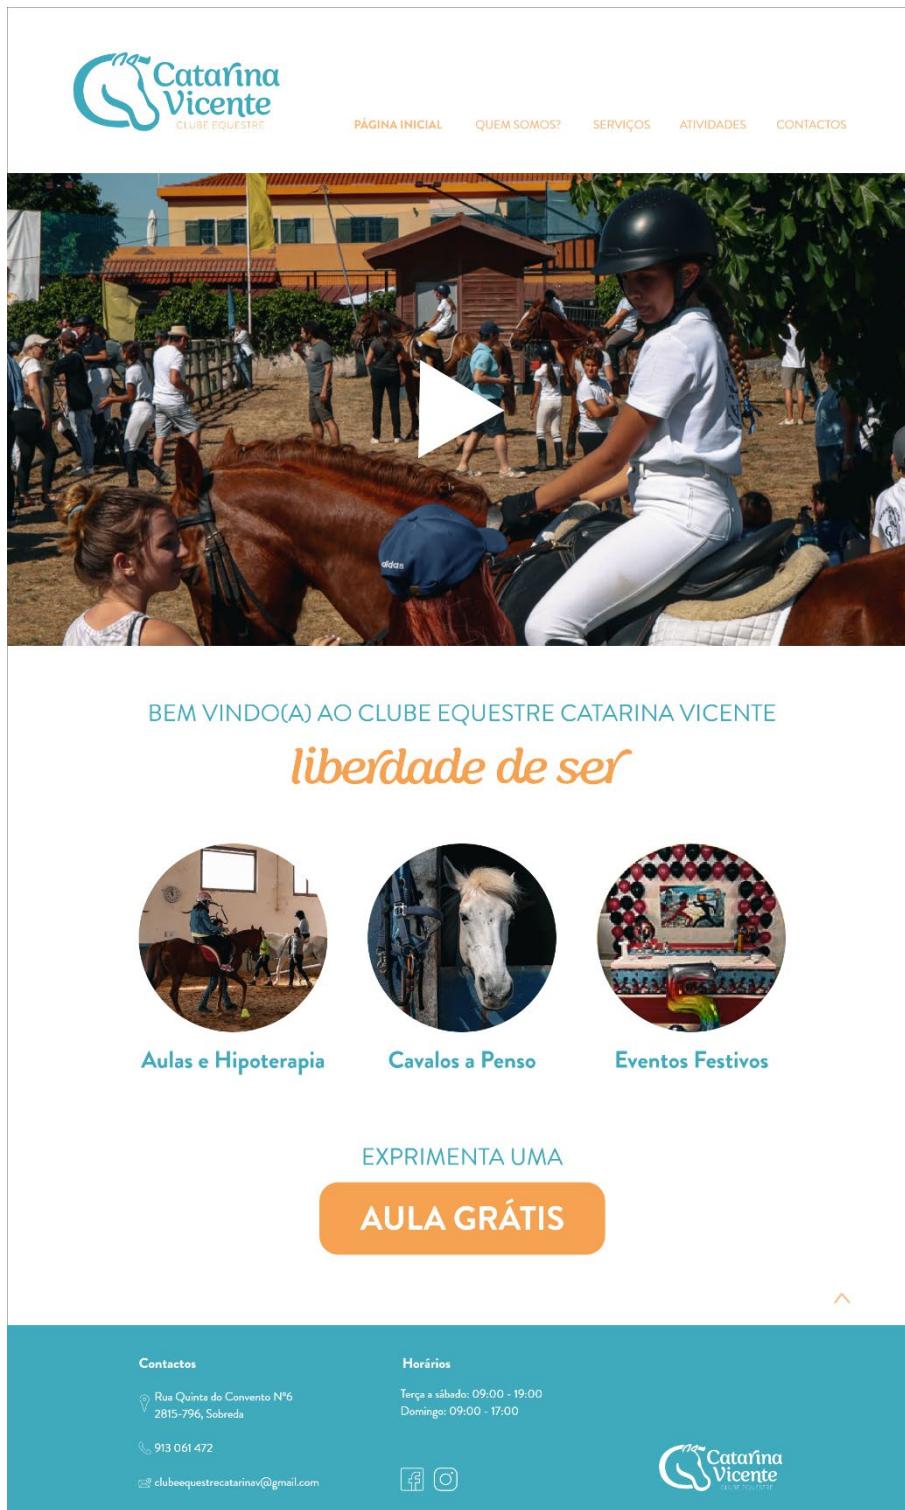 Catarina
Vicente
CLUBE EQUESTRE
PÁGINA INICIAL QUEM SOMOS? SERVIÇOS ATIVIDADES CONTACTOS
adidas
BEM VINDO(A) AO CLUBE EQUESTRE CATARINA VICENTE
liberdade de ser
Aulas e Hipoterapia
Cavalos a Penso
Eventos Festivos
EXPRIMENTA UMA
AULA GRÁTIS
Contactos
Rua Quinta do Convento Nº6
2815-796, Sobreda
913 061 472
clubeequestrecatarinav@gmail.com
Horários
Terça a sábado: 09:00 - 19:00
Domingo: 09:00 - 17:00
Catarina
Vicente
CLUBE EQUESTRE